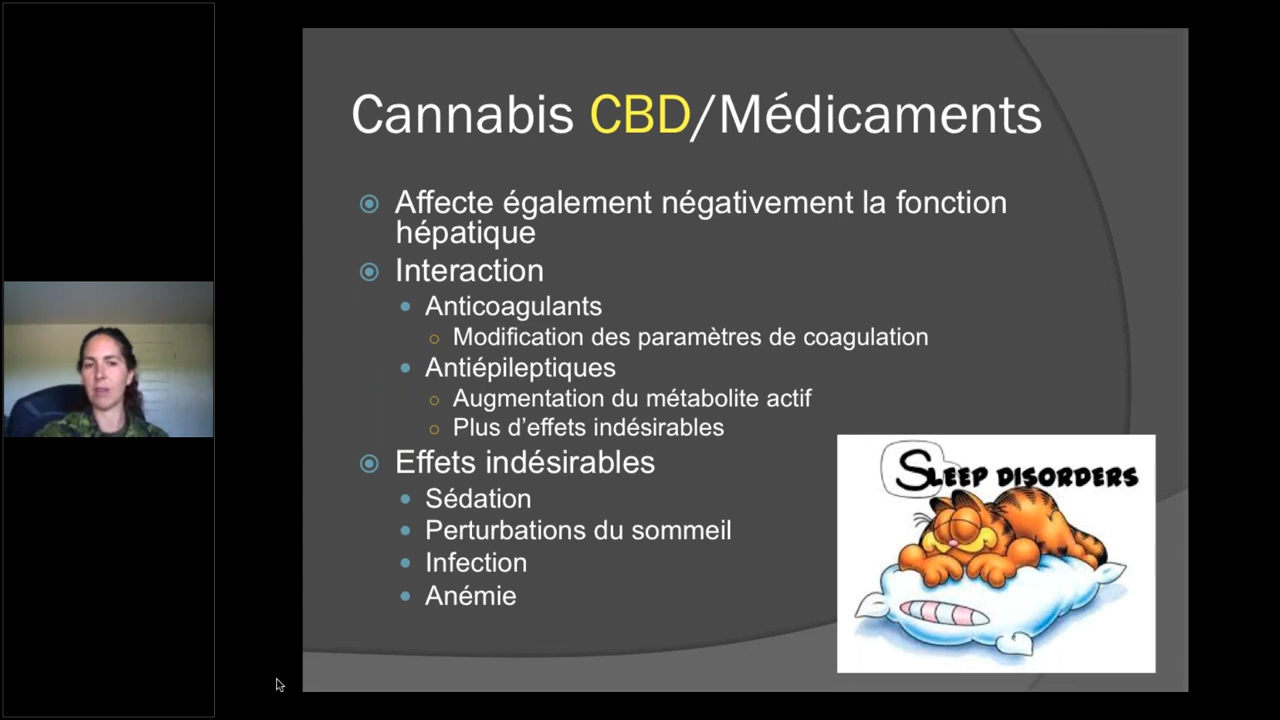 Cannabis CBD/Médicaments
Affecte également négativement la fonction
hépatique
Interaction
Anticoagulants
Modification des paramètres de coagulation
Antiépileptiques
Augmentation du métabolite actif
Plus d’effets indésirables
Effets indésirables
Sédation
Perturbations du sommeil
Infection
Anémie
SLEEP DISORDERS